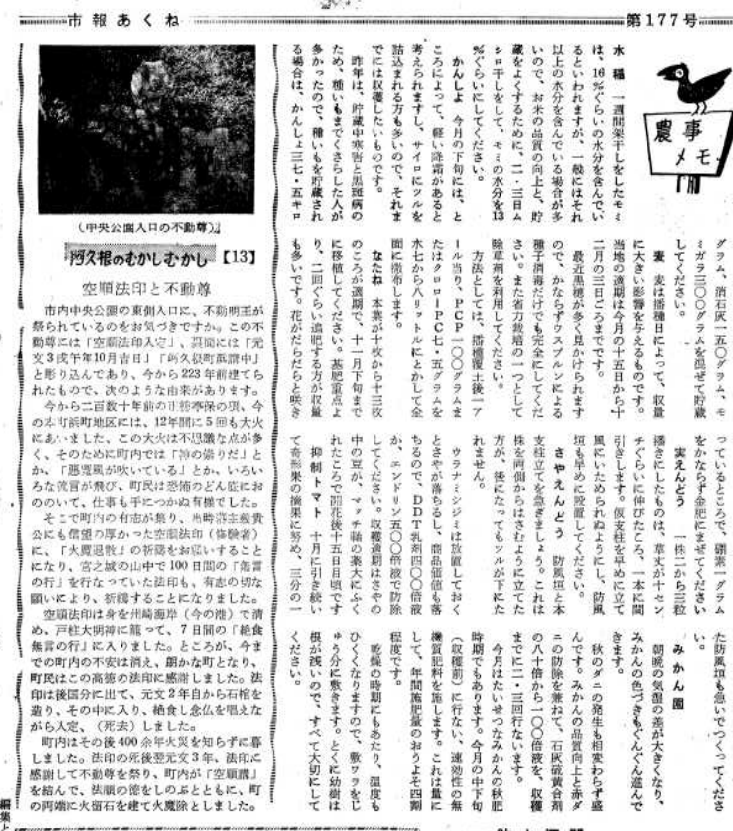 市報あくね
第177号
農事メモ
水稲　一週間架干しをしたモミ
は、16％ぐらいの水分を含んでい
るといわれますが、一般にはそれ
以上の水分を含んでいる場合が多
いので、お米の品質の向上と、貯
蔵をよくするために、二・三日ム
シロ干しをして、モミの水分を13
％ぐらいにしてください。
かんしょ　今月の下旬には、と
ころによって、軽い降霜があると
考えられますし、サイロにツルを
詰込まれる方も多いので、それま
でには収穫したいものです。
昨年は、貯蔵中寒害と黒斑病の
ため、種いもまでくさらした人が
多かったので、種いもを貯蔵され
る場合は、かんしょ三七・五キロ
グラム、消石灰一五〇グラム、モ
ミガラ三〇〇グラムを混ぜて貯蔵
してください。
麦　麦は播種日によって、収量
に大きい影響を与えるものです。
当地の適期は今月の十五日から十
二月の三日ごろまでです。
最近黒穂が多く見かけられます
ので、かならずウスプルンによる
種子消毒だけでも完全にしてくだ
さい。また省力栽培の一つとして
除草剤を利用してください。
方法としては、播種覆土後一ア
ール当り、PCP一〇〇グラムま
たはクロロIPC七・五グラムを
水七から八リットルにとかして全
面に撒布します。
なたね　本葉が十枚から十三枚
のころが適期で、十一月下旬まで
に移植してください。基肥重点よ
り、二回ぐらい追肥する方が収量
も多いです。花がだらだらと咲き
っているところで、硼素一グラム
をかならず金肥にまぜてください
実えんどう　一株二から三粒
播きにしたものは、草丈が十セン
チぐらいに伸びたころ、一本に間
引きします。仮支柱を早めに立て
風にいためられぬようにし、防風
垣も早めに設置してください。
さやえんどう　防風垣と本
支柱立てを急ぎましょう。これは
株を両側からはさむように立てた
方が、後にたってもツルが下にた
れません。
ウラナミシジミは放置しておく
とさやが落ちるし、商品価値も落
ちるので、DDT乳剤四〇〇倍液
か、エンドリン五〇〇倍液で防除
してください。収穫適期はさやの
中の豆が、マッチ軸の薬大にふく
れたころで開花後十五日目頃です
抑制トマト　十月に引き続い
て奇形果の摘果に努め、三分の一
た防風垣も急いでつくってくださ
い。
みかん園
朝晩の気温の差が大きくなり、
みかんの色づきもぐんぐん進んで
きます。
秋のダニの発生も相変わらず盛
んです。みかんの品質向上と赤ダ
ニの防除を兼ねて、石灰硫黄合剤
の八十倍から一〇〇倍液を、収穫
までに二・三回行ないます。
今月はたいせつなみかんの秋肥
時期でもあります。今月の中下旬
（収穫前）に行ない、速効性の無
機質肥料を施します。これは量に
して、年間施肥量のおうよそ四割
程度です。
乾燥の時期にもあたり、温度も
ひくくなりますので、敷ワラをじ
ゅう分に敷きます。とくに幼樹は
根が浅いので、すべて大切にして
ください。
（中央公園入口の不動尊）
阿久根のむかしむかし【13】
空順法印と不動尊
市内中央公園の東側入口に、不動明王が
祭られているのをお気づきですか。この不
動尊には「空順法印入定」、裏面には「元
文3戊午年10月吉日」「阿久根町風講中」
と彫り込んであり、今から223年前建てら
れたもので、次のような由来があります。
今から二百数十年前の正徳享保の頃、今
の本町浜町地区には、12年間に5回も大火
にあいました、この大火は不思議な点が多
く、そのために町内では「神の祟りだ」と
か、「悪魔風が吹いている」とか、いろい
ろな流言が飛び、町民は恐怖のどん底にお
ののいて、仕事も手につかぬ有様でした。
そこで町内の有志が集り、当時藩主綱貴
公にも信望の厚かった空順法印（修験者）
に、「火魔退散」の祈祷をお願いすること
になり、宮之城の山中で100日間の「無言
の行」を行なっていた法印も、有志の切な
願いにより、祈祷することになりました。
空順法印は身を州崎海岸（今の港）で清
め、戸柱大明神に籠って、7日間の「絶食
無言の行」に入りました。ところが、今ま
での町内の不安は消え、朗かな町となり、
町民はこの高徳の法印に感謝しました。法
印は後国分に出て、元文2年自から石棺を
造り、その中に入り、絶食し念仏を唱えな
がら入定、（死去）しました。
町内はその後400余年火災を知らずに暮
しました。法印の死後翌元文3年、法印に
感謝して不動尊を祭り、町内が「空順講」
を結んで、法順の徳をしのぶとともに、町
の両端に火留石を建て火魔除としました。
編集と